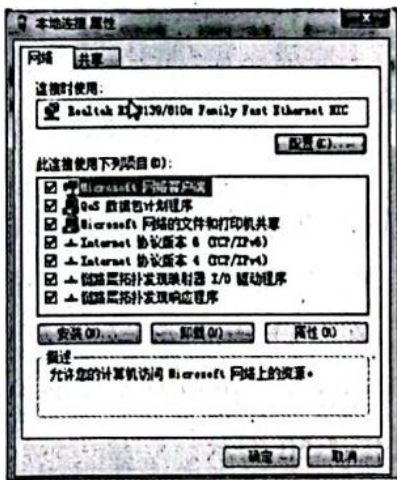 本地连接 属性
网络 共享
连接时使用:
Realtek RTL8139/810x Family Fast Ethernet NIC
配置(C)...
此连接使用下列项目(O):
Microsoft 网络客户端
QoS 数据包计划程序
Microsoft 网络的文件和打印机共享
Internet 协议版本 6 (TCP/IPv6)
Internet 协议版本 4 (TCP/IPv4)
链路层拓扑发现映射器 I/O 驱动程序
链路层拓扑发现响应程序
安装(N)... 卸载(U) 属性(R)
描述
允许您的计算机访问 Microsoft 网络上的资源。
确定 取消